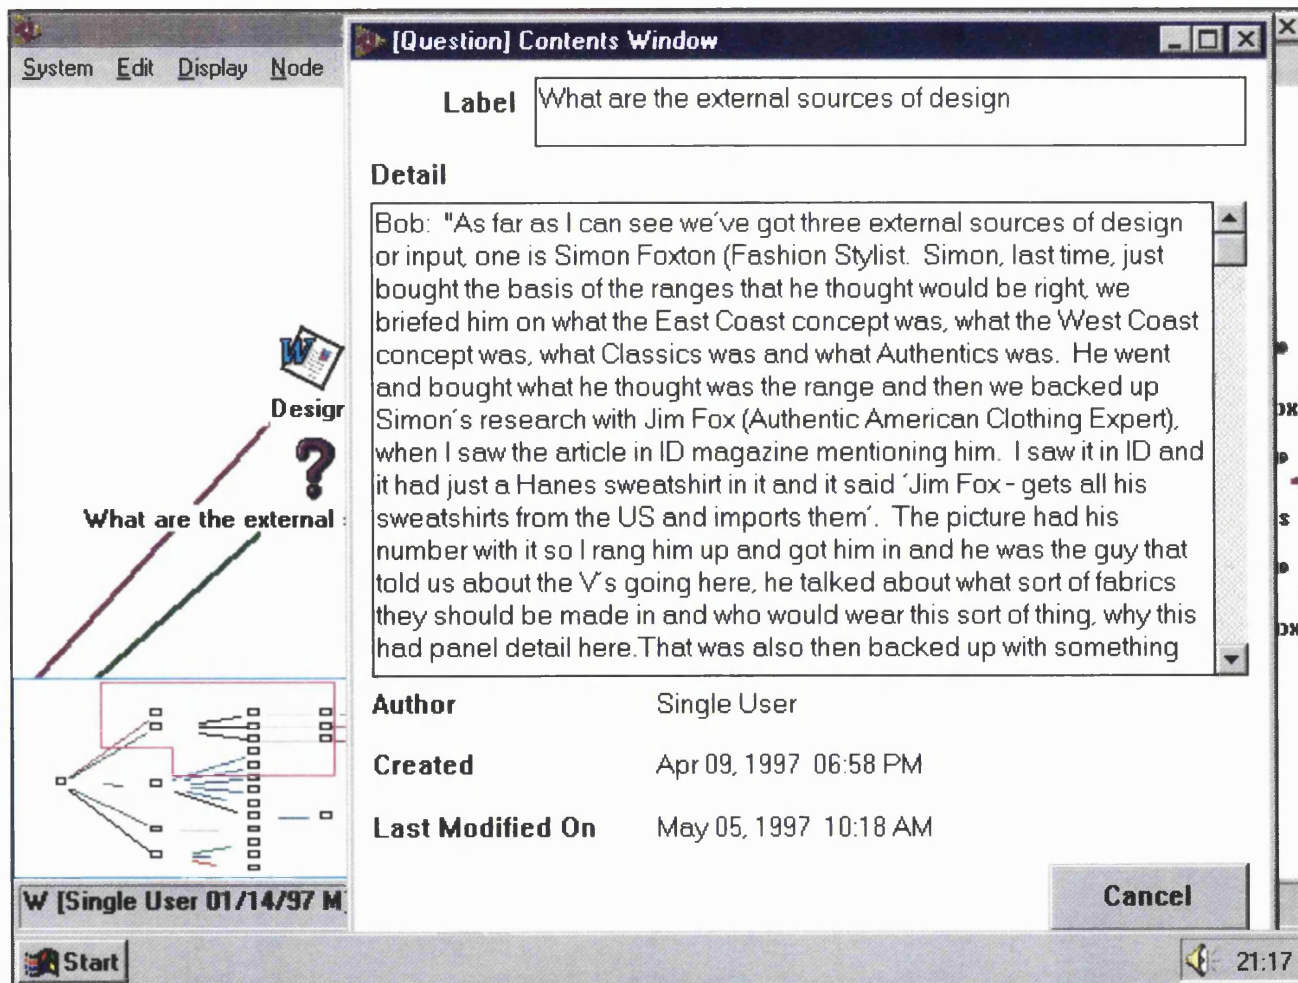 [Question] Contents Window
System Edit Display Node
Label What are the external sources of design
Detail
Bob: "As far as I can see we've got three external sources of design
or input, one is Simon Foxton (Fashion Stylist. Simon, last time, just
bought the basis of the ranges that he thought would be right, we
briefed him on what the East Coast concept was, what the West Coast
concept was, what Classics was and what Authentics was. He went
and bought what he thought was the range and then we backed up
Simon's research with Jim Fox (Authentic American Clothing Expert),
when I saw the article in ID magazine mentioning him. I saw it in ID and
it had just a Hanes sweatshirt in it and it said 'Jim Fox - gets all his
sweatshirts from the US and imports them'. The picture had his
number with it so I rang him up and got him in and he was the guy that
told us about the V's going here, he talked about what sort of fabrics
they should be made in and who would wear this sort of thing, why this
had panel detail here.That was also then backed up with something
W
Desigr
?
What are the external
Author Single User
Created Apr 09, 1997 06:58 PM
Last Modified On May 05, 1997 10:18 AM
Cancel
W [Single User 01/14/97 M
Start
21:17